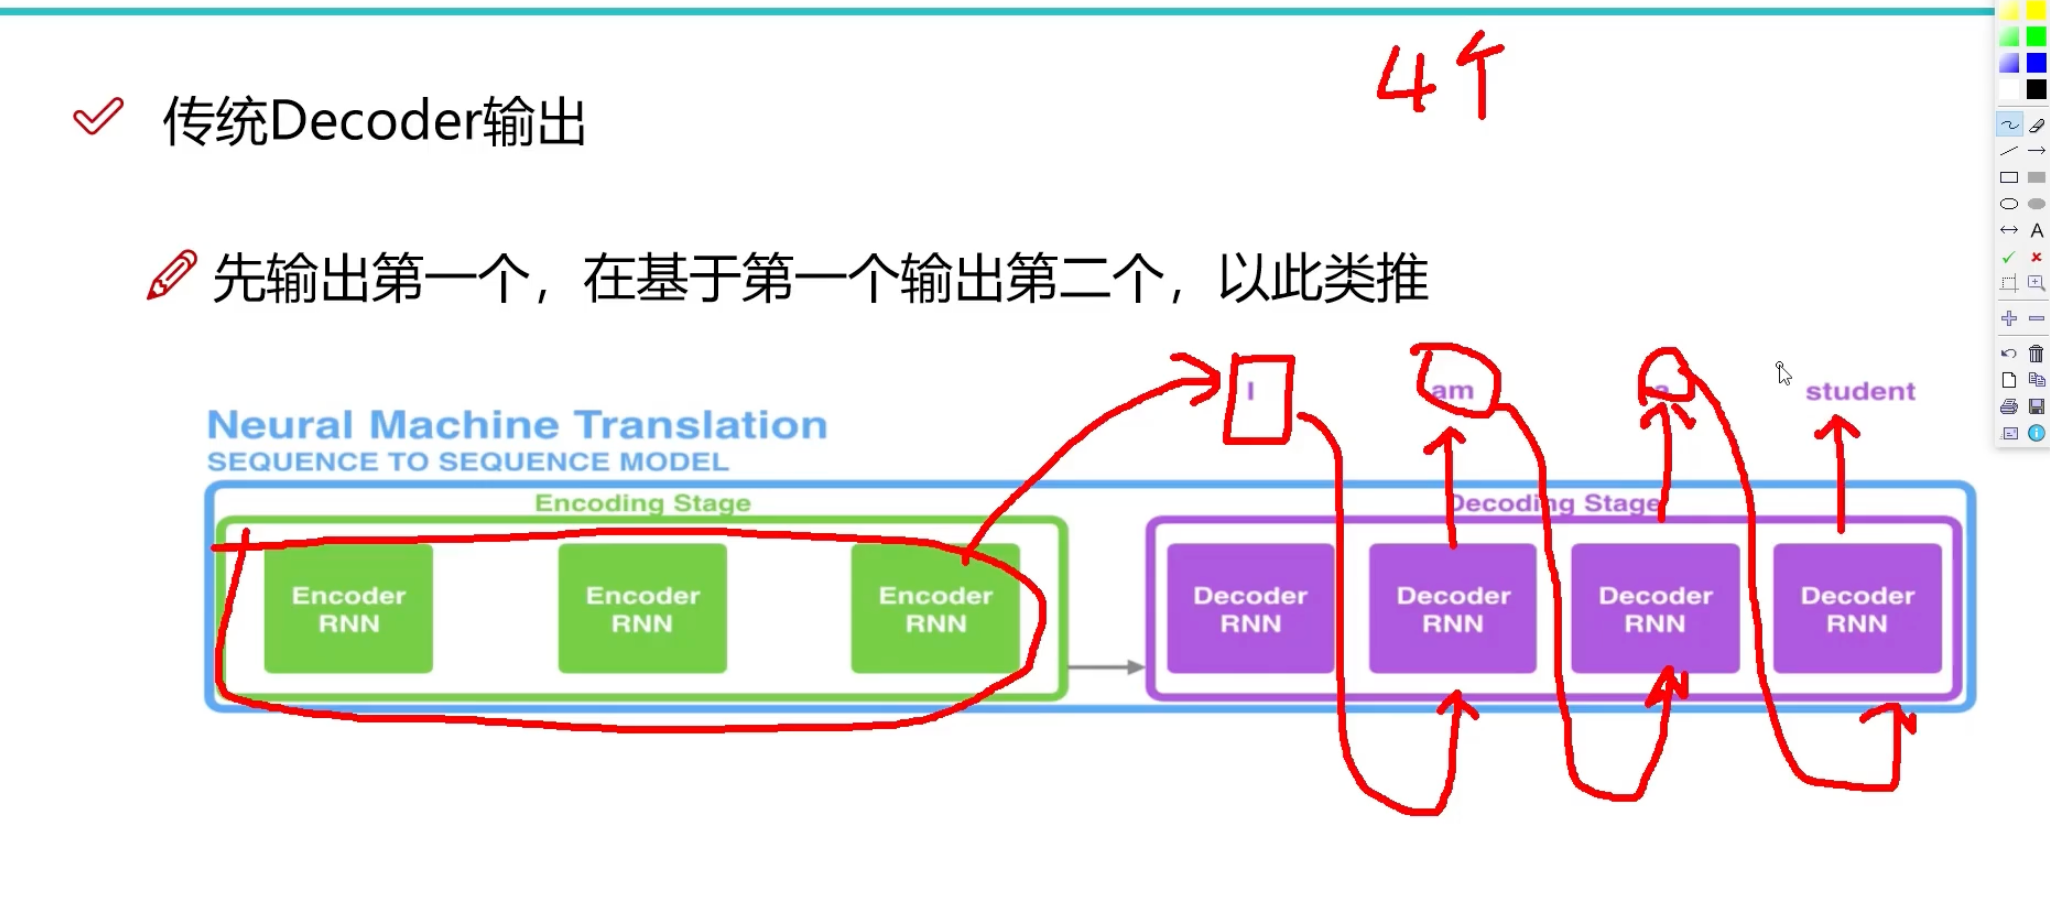 4个
传统Decoder输出
先输出第一个，在基于第一个输出第二个，以此类推
I am a student
Neural Machine Translation
SEQUENCE TO SEQUENCE MODEL
Encoding Stage
Decoding Stage
Encoder RNN
Encoder RNN
Encoder RNN
Decoder RNN
Decoder RNN
Decoder RNN
Decoder RNN
A